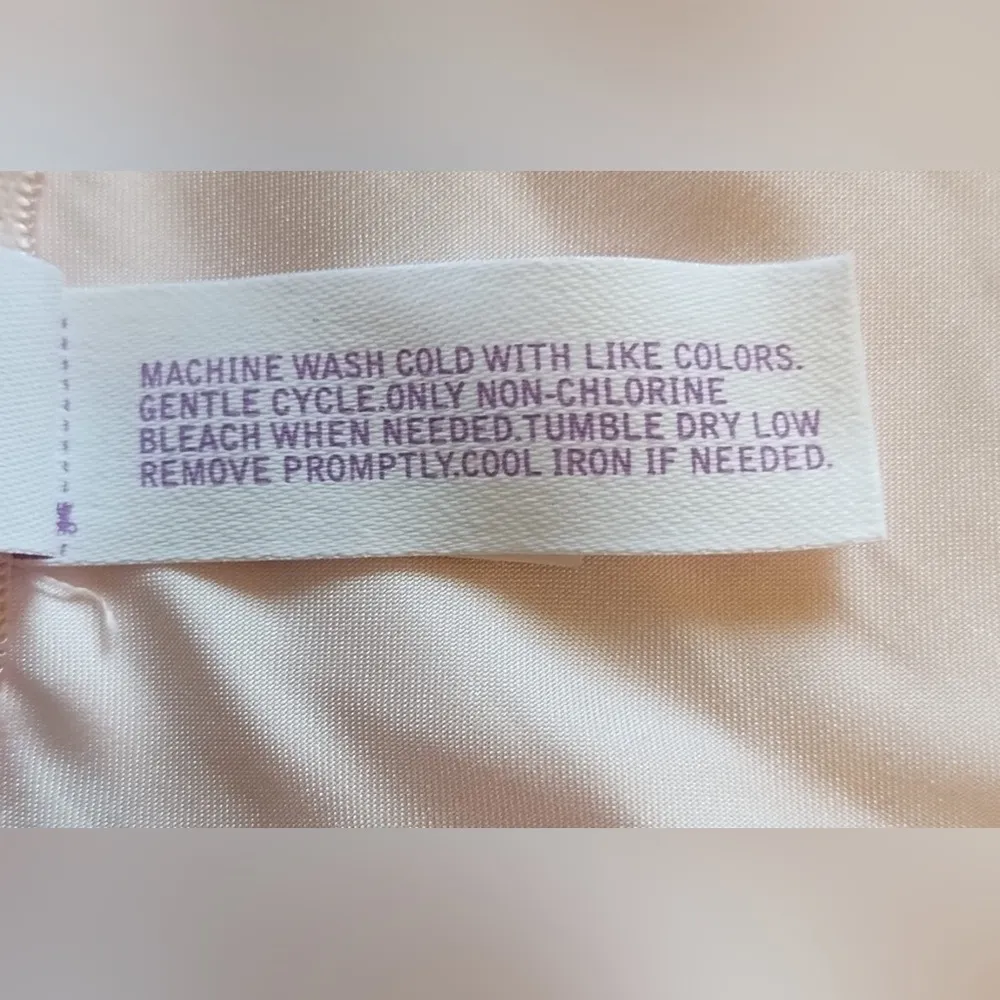 MACHINE WASH COLD WITH LIKE COLORS.
GENTLE CYCLE.ONLY NON-CHLORINE
BLEACH WHEN NEEDED.TUMBLE DRY LOW
REMOVE PROMPTLY.COOL IRON IF NEEDED.